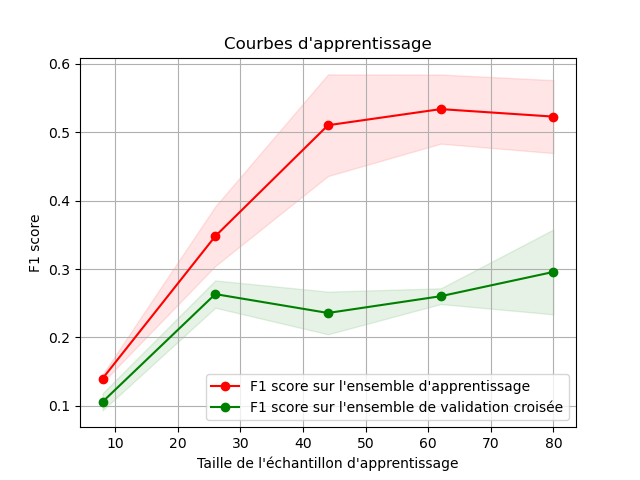 Courbes d'apprentissage
F1 score
0.6
0.5
0.4
0.3
0.2
0.1
F1 score sur l'ensemble d'apprentissage
F1 score sur l'ensemble de validation croisée
10 20 30 40 50 60 70 80
Taille de l'échantillon d'apprentissage